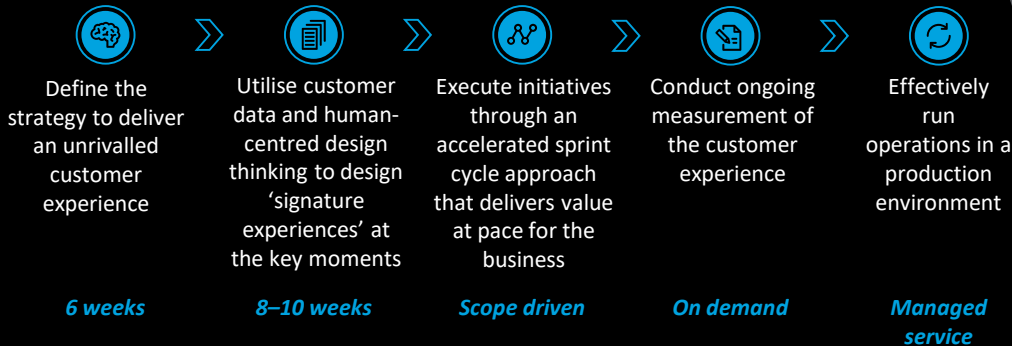 Define the
strategy to deliver
an unrivalled
customer
experience
Utilise customer
data and human-
centred design
thinking to design
‘signature
experiences’ at
the key moments
Execute initiatives
through an
accelerated sprint
cycle approach
that delivers value
at pace for the
business
Conduct ongoing
measurement of
the customer
experience
Effectively
run
operations in a
production
environment
6 weeks
8–10 weeks
Scope driven
On demand
Managed
service